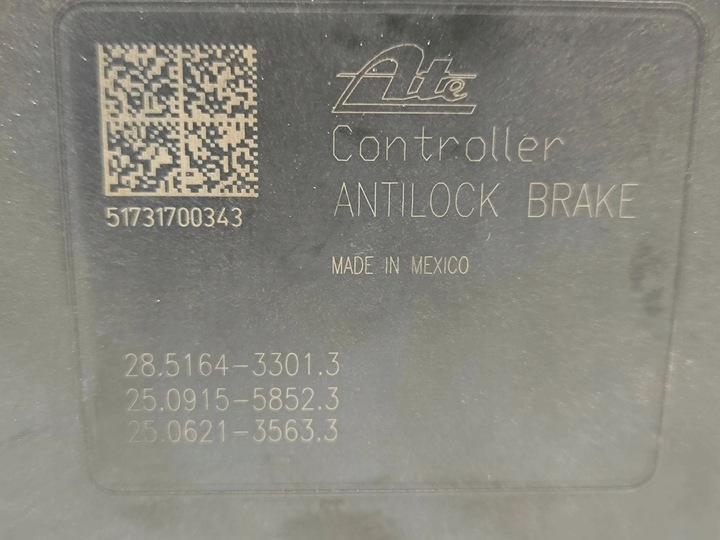 Ate
Controller
ANTILOCK BRAKE
51731700343
MADE IN MEXICO
28.5164-3301.3
25.0915-5852.3
25.0621-3563.3